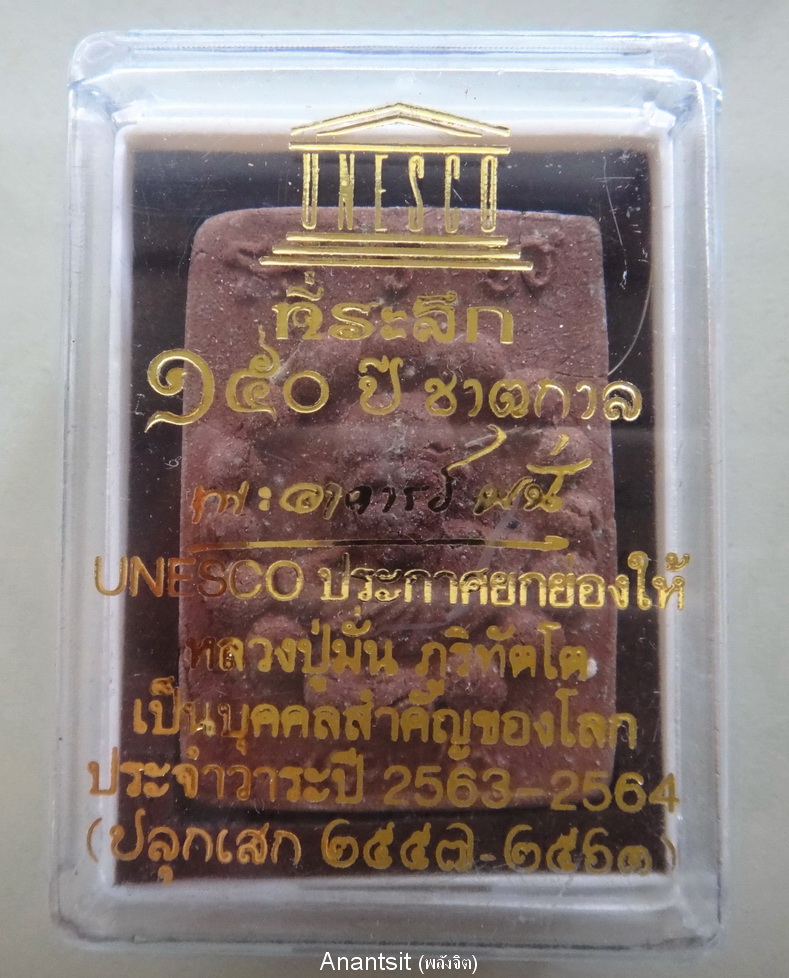 UNESCO
ที่ระลึก
๑๕๐ ปี ชาตกาล
พระอาจารย์มั่น
UNESCO ประกาศยกย่องให้
หลวงปู่มั่น ภูริทัตโต
เป็นบุคคลสำคัญของโลก
ประจำวาระปี 2563-2564
(ปลุกเสก ๒๕๕๗-๒๕๖๓)
Anantsit (พลังจิต)